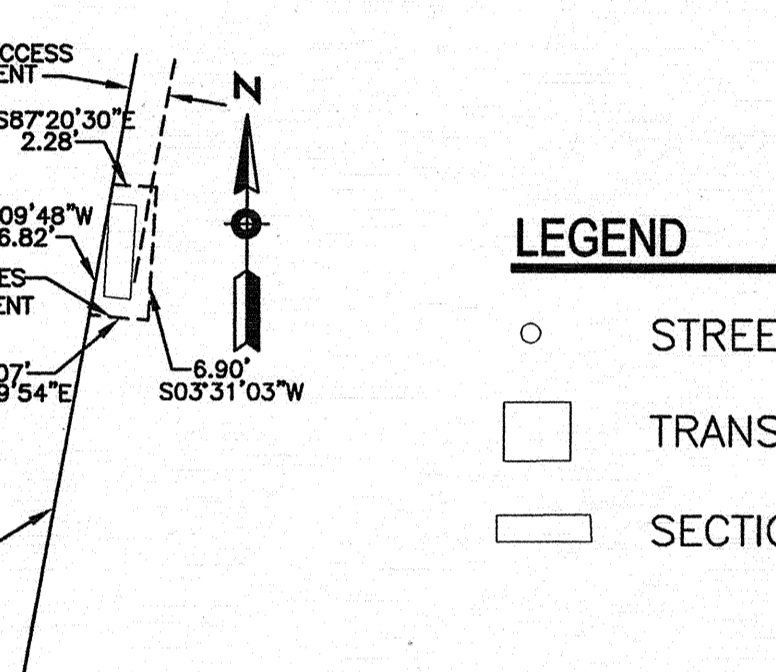 CCESS
ENT
N
S87°20'30"E
2.28'
09'48"W
6.82'
ES
ENT
07'
9'54"E
6.90'
S03°31'03"W
LEGEND
STREE
TRANS
SECTIO